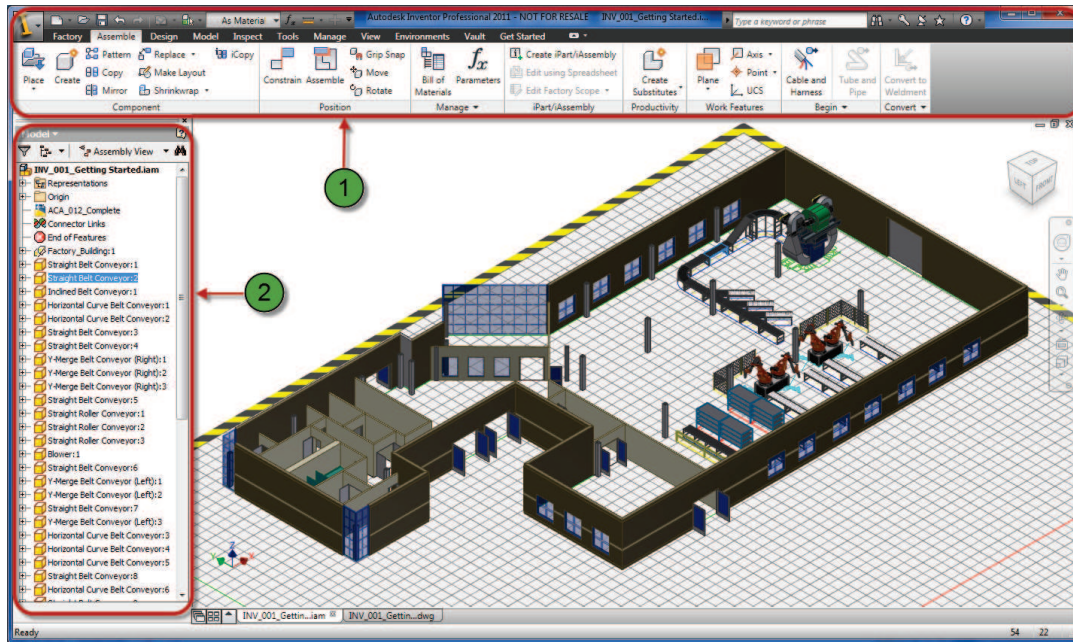 As Material
Autodesk Inventor Professional 2011 - NOT FOR RESALE INV_001_Getting Started.i...
Type a keyword or phrase
Factory Assemble Design Model Inspect Tools Manage View Environments Vault Get Started
Place
Create
Pattern
Copy
Mirror
Replace
Make Layout
Shrinkwrap
iCopy
Component
Constrain
Assemble
Grip Snap
Move
Rotate
Position
Bill of
Materials
Parameters
Manage
Create iPart/iAssembly
Edit using Spreadsheet
Edit Factory Scope
iPart/iAssembly
Create
Substitutes
Productivity
Plane
Axis
Point
UCS
Work Features
Cable and
Harness
Tube and
Pipe
Begin
Convert to
Weldment
Convert
1
Model
Assembly View
INV_001_Getting Started.iam
Representations
Origin
ACA_012_Complete
Connector Links
End of Features
Factory_Building:1
Straight Belt Conveyor:1
Straight Belt Conveyor:2
Inclined Belt Conveyor:1
Horizontal Curve Belt Conveyor:1
Horizontal Curve Belt Conveyor:2
Straight Belt Conveyor:3
Straight Belt Conveyor:4
Y-Merge Belt Conveyor (Right):1
Y-Merge Belt Conveyor (Right):2
Y-Merge Belt Conveyor (Right):3
Straight Belt Conveyor:5
Straight Roller Conveyor:1
Straight Roller Conveyor:2
Straight Roller Conveyor:3
Blower:1
Straight Belt Conveyor:6
Y-Merge Belt Conveyor (Left):1
Y-Merge Belt Conveyor (Left):2
Straight Belt Conveyor:7
Y-Merge Belt Conveyor (Left):3
Horizontal Curve Belt Conveyor:3
Horizontal Curve Belt Conveyor:4
Horizontal Curve Belt Conveyor:5
Straight Belt Conveyor:8
Horizontal Curve Belt Conveyor:6
2
LEFT FRONT
Z
INV_001_Gettin...iam
INV_001_Gettin...dwg
Ready
54 22